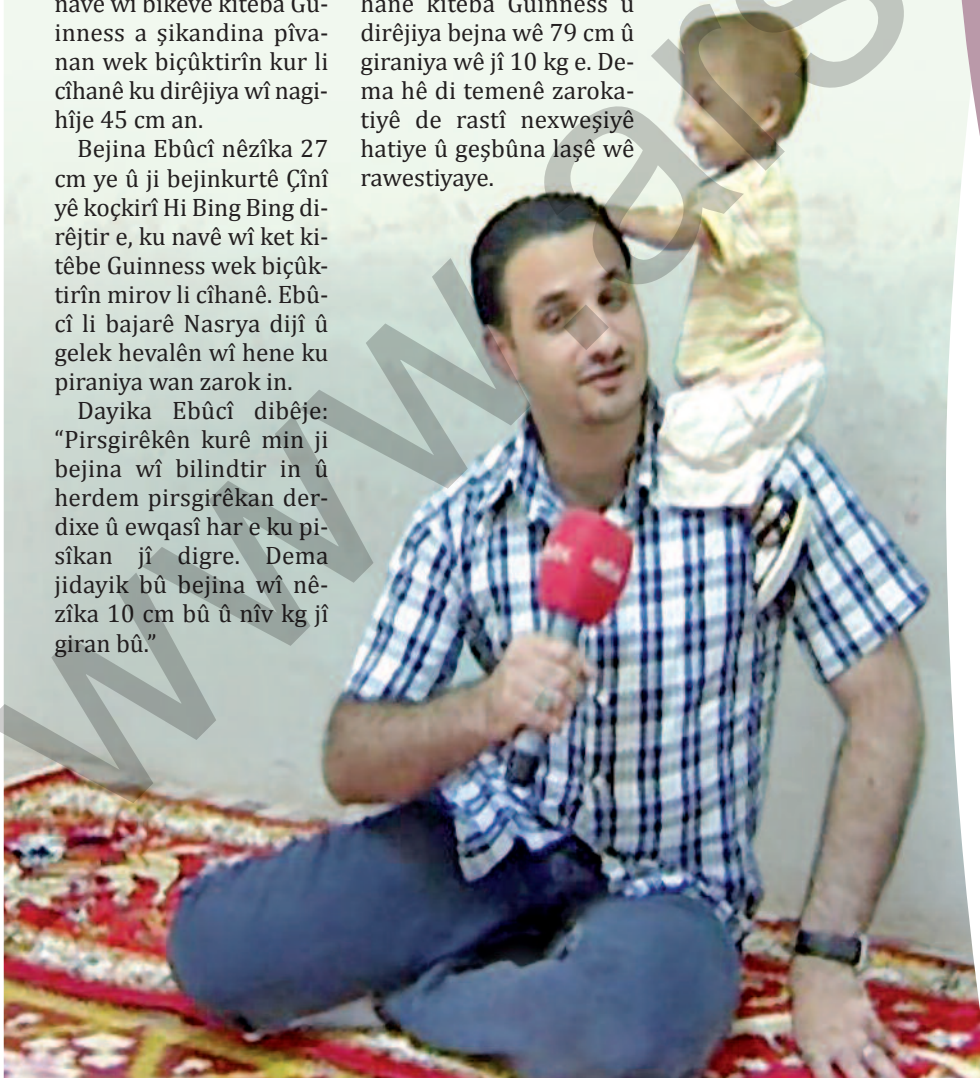 navê wî bikeve kitêba Gu-
inness a şikandina pîva-
nan wek biçûktirîn kur li
cîhanê ku dirêjiya wî nagi-
hîje 45 cm an.
Bejina Ebûcî nêzîka 27
cm ye û ji bejinkurtê Çînî
yê koçkirî Hi Bing Bing di-
rêjtir e, ku navê wî ket ki-
têbe Guinness wek biçûk-
tirîn mirov li cîhanê. Ebû-
cî li bajarê Nasrya dijî û
gelek hevalên wî hene ku
piraniya wan zarok in.
Dayika Ebûcî dibêje:
“Pirsgirêkên kurê min ji
bejina wî bilindtir in û
herdem pirsgirêkan der-
dixe û ewqasî har e ku pi-
sîkan jî digre. Dema
jidayik bû bejina wî nê-
zîka 10 cm bû û nîv kg jî
giran bû.”
hanê kitêba Guinness û
dirêjiya bejna wê 79 cm û
giraniya wê jî 10 kg e. De-
ma hê di temenê zaroka-
tiyê de rastî nexweşiyê
hatiye û geşbûna laşê wê
rawestiyaye.
www.ars